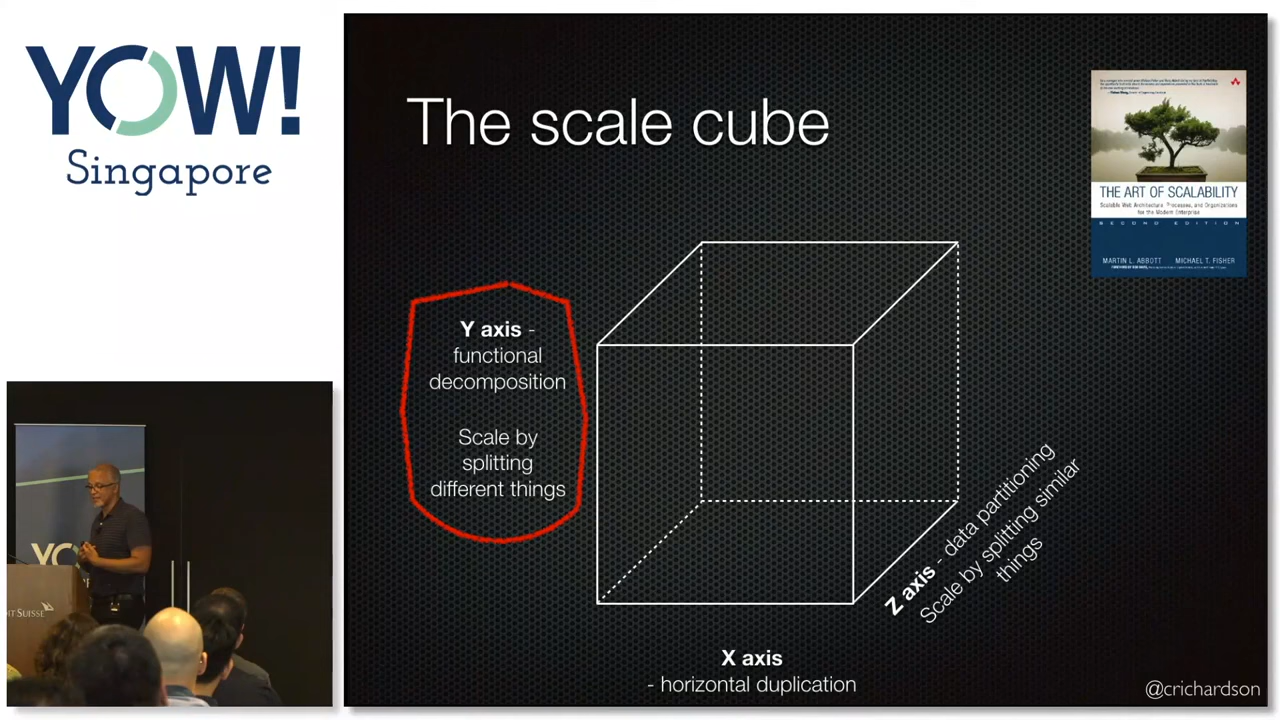 YOW!
Singapore
The scale cube
THE ART OF SCALABILITY
Scalable Web Architecture, Processes, and Organizations
for the Modern Enterprise
SECOND EDITION
MARTIN L. ABBOTT MICHAEL T. FISHER
Y axis -
functional
decomposition
Scale by
splitting
different things
Z axis - data partitioning
Scale by splitting similar
things
X axis
- horizontal duplication
@crichardson
YO
SUISSE